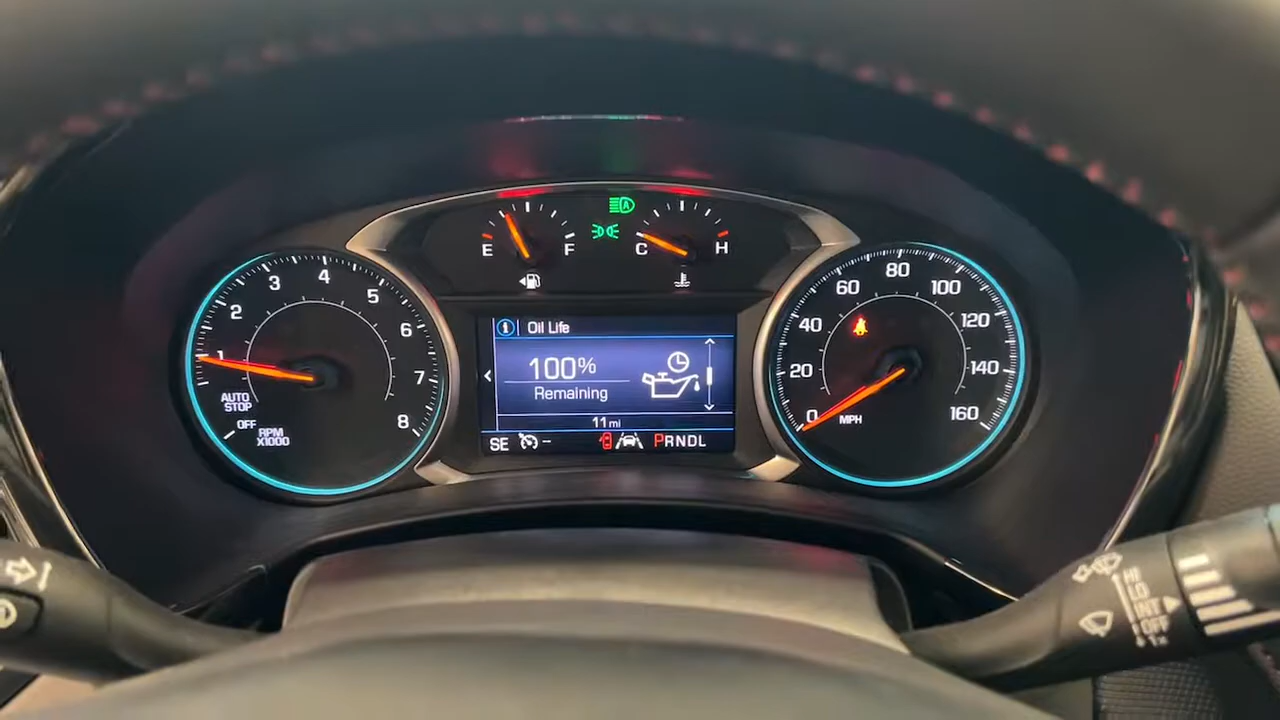 E F
C H
1 2 3 4 5 6 7 8
AUTO
STOP
OFF
RPM
X1000
i Oil Life
100%
Remaining
11 mi
SE
PRNDL
0 20 40 60 80 100 120 140 160
MPH
HI
LO
INT
OFF
1x